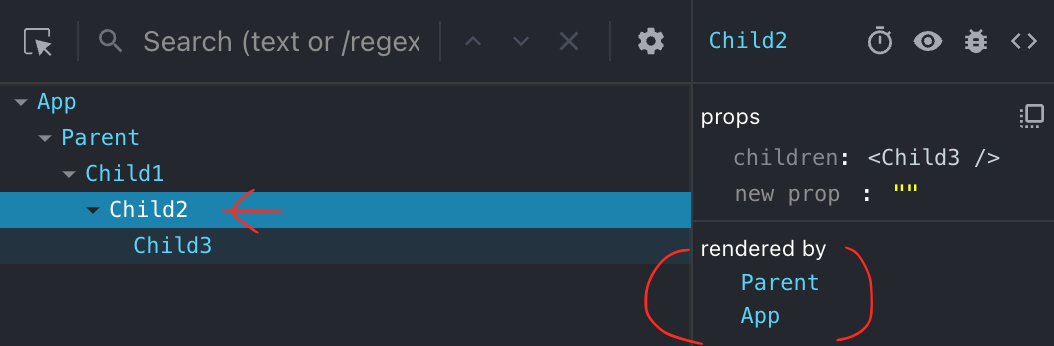 Search (text or /regex
App
Parent
Child1
Child2
Child3
Child2
props
children: <Child3 />
new prop : ""
rendered by
Parent
App